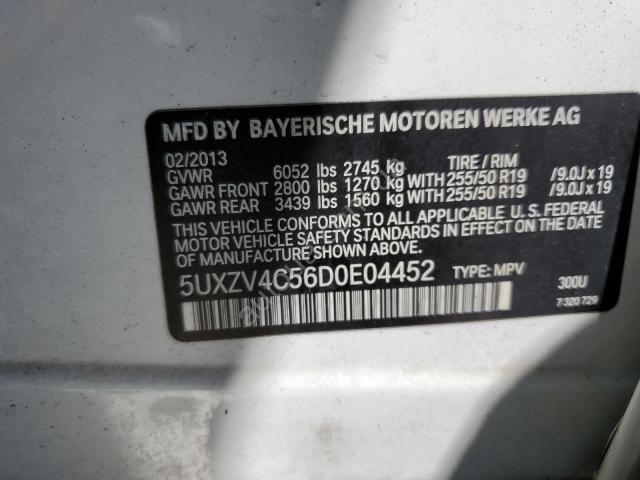 MFD BY BAYERISCHE MOTOREN WERKE AG
02/2013 TIRE / RIM
GVWR 6052 lbs 2745 kg
GAWR FRONT 2800 lbs 1270 kg WITH 255/50 R19 /9.0J x 19
GAWR REAR 3439 lbs 1560 kg WITH 255/50 R19 /9.0J x 19
THIS VEHICLE CONFORMS TO ALL APPLICABLE U.S. FEDERAL
MOTOR VEHICLE SAFETY STANDARDS IN EFFECT ON THE DATE
OF MANUFACTURE SHOWN ABOVE.
5UXZV4C56D0E04452 TYPE: MPV
300U
7 320 729